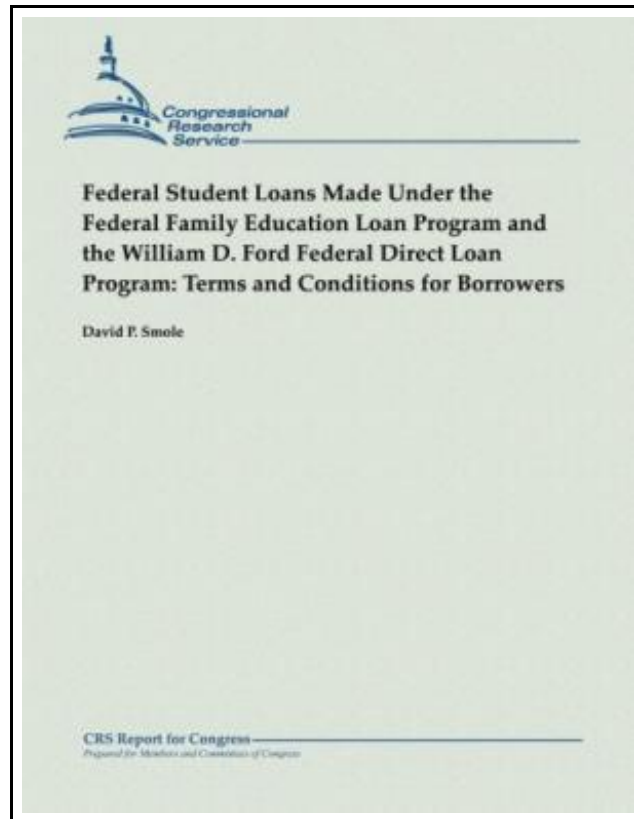 Congressional
Research
Service
Federal Student Loans Made Under the
Federal Family Education Loan Program and
the William D. Ford Federal Direct Loan
Program: Terms and Conditions for Borrowers
David P. Smole
CRS Report for Congress
Prepared for Members and Committees of Congress